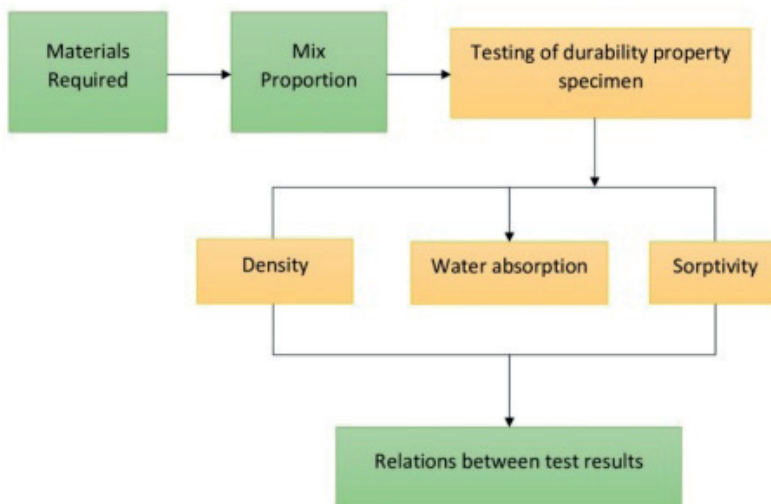 Materials
Required
Mix
Proportion
Testing of durability property
specimen
Density
Water absorption
Sorptivity
Relations between test results